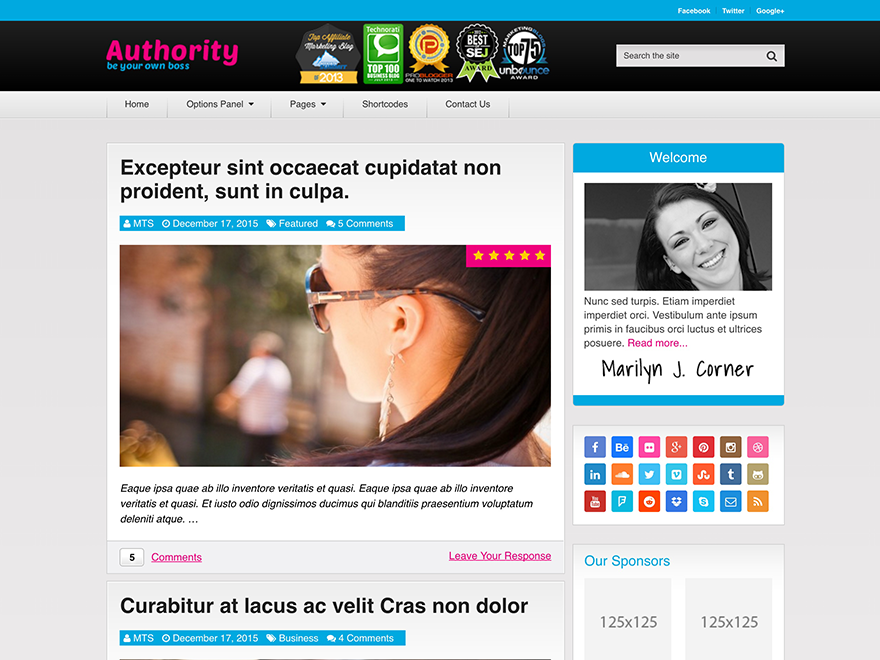 Facebook Twitter Google+
Authority
be your own boss
Top Affiliate
Marketing Blog
2013
Technorati
TOP 100
BUSINESS BLOG
PROBLOGGER
ONE TO WATCH 2013
BEST
SEJ
AWARD
MARKETING
TOP 75
unbounce
AWARD
Search the site
Home Options Panel Pages Shortcodes Contact Us
Excepteur sint occaecat cupidatat non
proident, sunt in culpa.
MTS December 17, 2015 Featured 5 Comments
Eaque ipsa quae ab illo inventore veritatis et quasi. Eaque ipsa quae ab illo inventore
veritatis et quasi. Et iusto odio dignissimos ducimus qui blanditiis praesentium voluptatum
deleniti atque. …
5 Comments Leave Your Response
Curabitur at lacus ac velit Cras non dolor
MTS December 17, 2015 Business 4 Comments
Welcome
Nunc sed turpis. Etiam imperdiet
imperdiet orci. Vestibulum ante ipsum
primis in faucibus orci luctus et ultrices
posuere. Read more...
Marilyn J. Corner
Our Sponsors
125x125 125x125